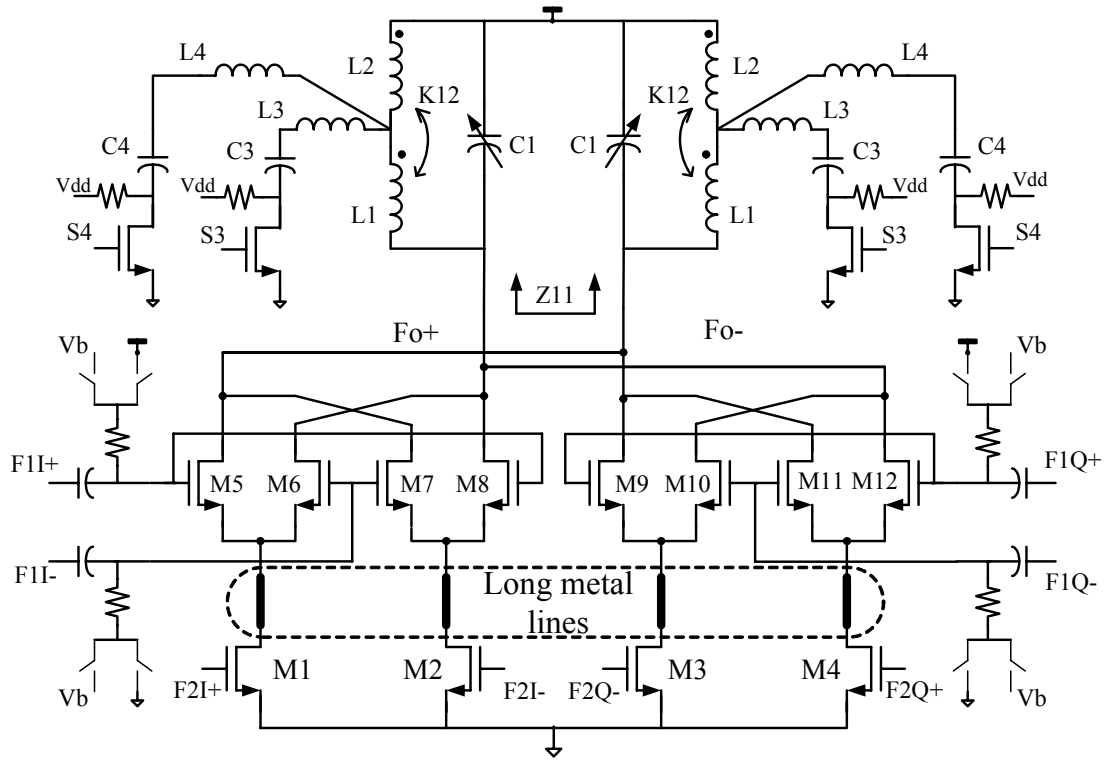 L4 L2 K12 K12 L2 L4
L3 L3
C4 C3 C1 C1 C3 C4
Vdd Vdd Vdd Vdd
L1 L1
S4 S3 S3 S4
Z11
Fo+ Fo-
Vb Vb
F1I+ F1Q+
M5 M6 M7 M8 M9 M10 M11 M12
F1I- F1Q-
Long metal
lines
M1 M2 M3 M4
F2I+ F2I- F2Q- F2Q+
Vb Vb